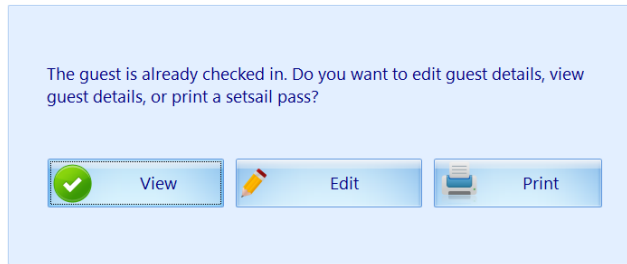 The guest is already checked in. Do you want to edit guest details, view
guest details, or print a setsail pass?
View Edit Print